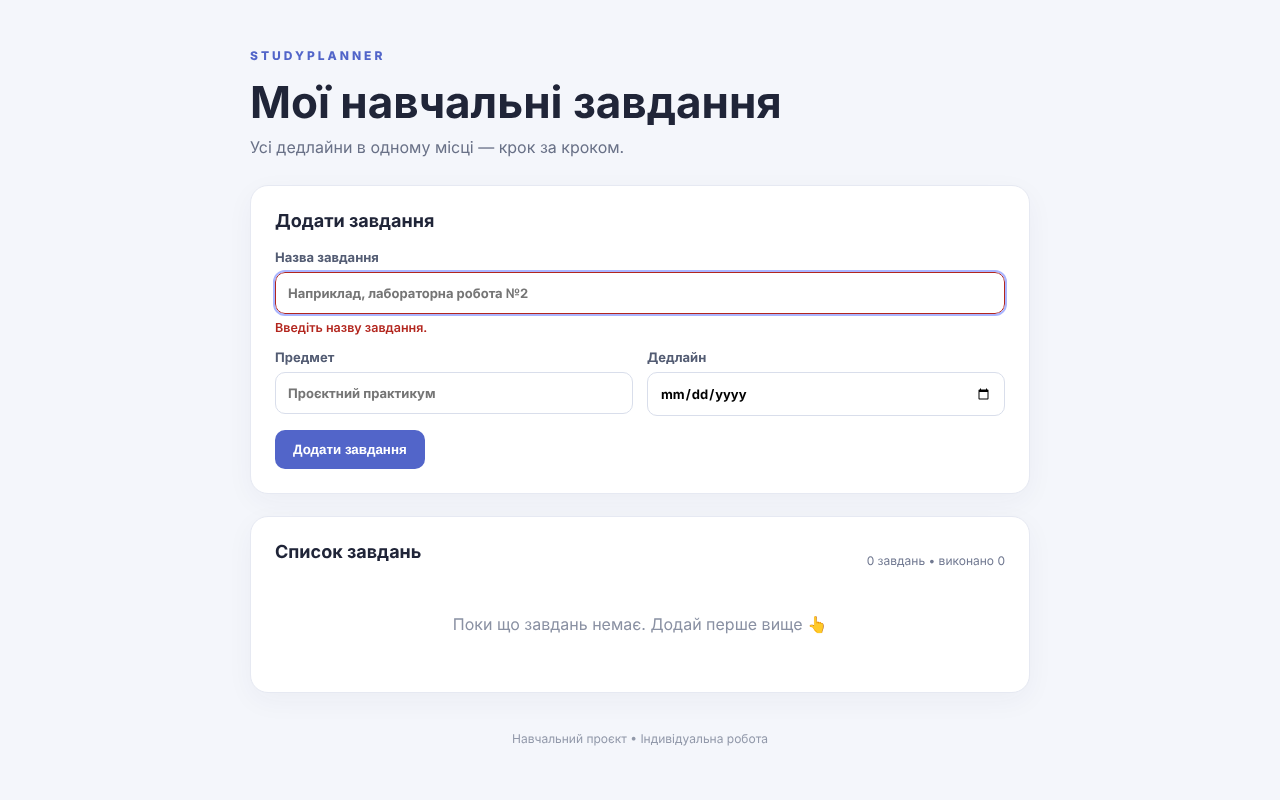 STUDYPLANNER
Мої навчальні завдання
Усі дедлайни в одному місці — крок за кроком.
Додати завдання
Назва завдання
Наприклад, лабораторна робота №2
Введіть назву завдання.
Предмет
Дедлайн
Проєктний практикум
mm/dd/yyyy
Додати завдання
Список завдань
0 завдань • виконано 0
Поки що завдань немає. Додай перше вище 👆
Навчальний проєкт • Індивідуальна робота